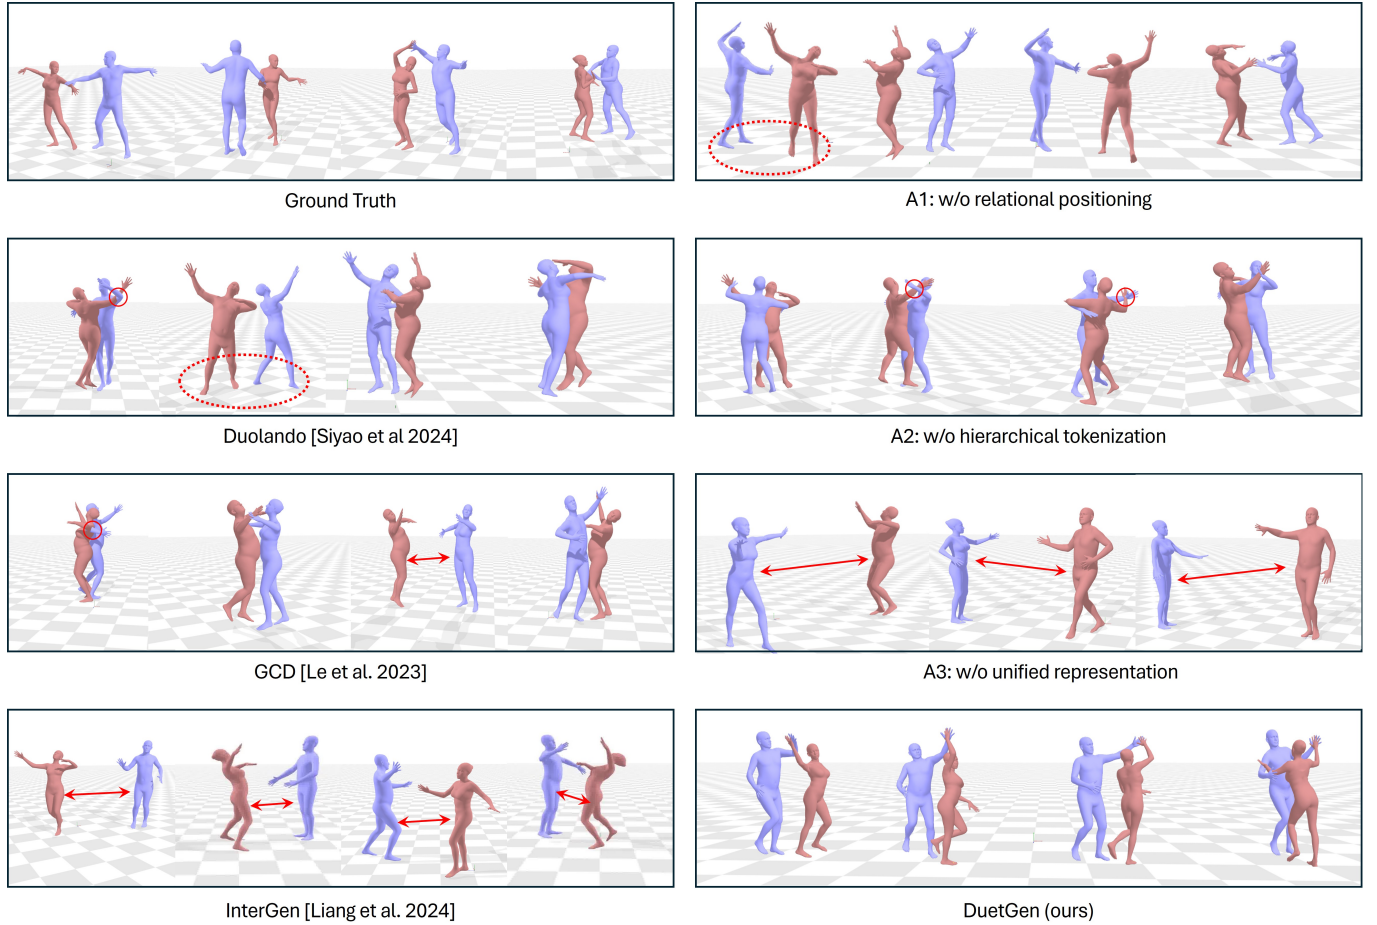 Ground Truth
A1: w/o relational positioning
Duolando [Siyao et al 2024]
A2: w/o hierarchical tokenization
GCD [Le et al. 2023]
A3: w/o unified representation
InterGen [Liang et al. 2024]
DuetGen (ours)